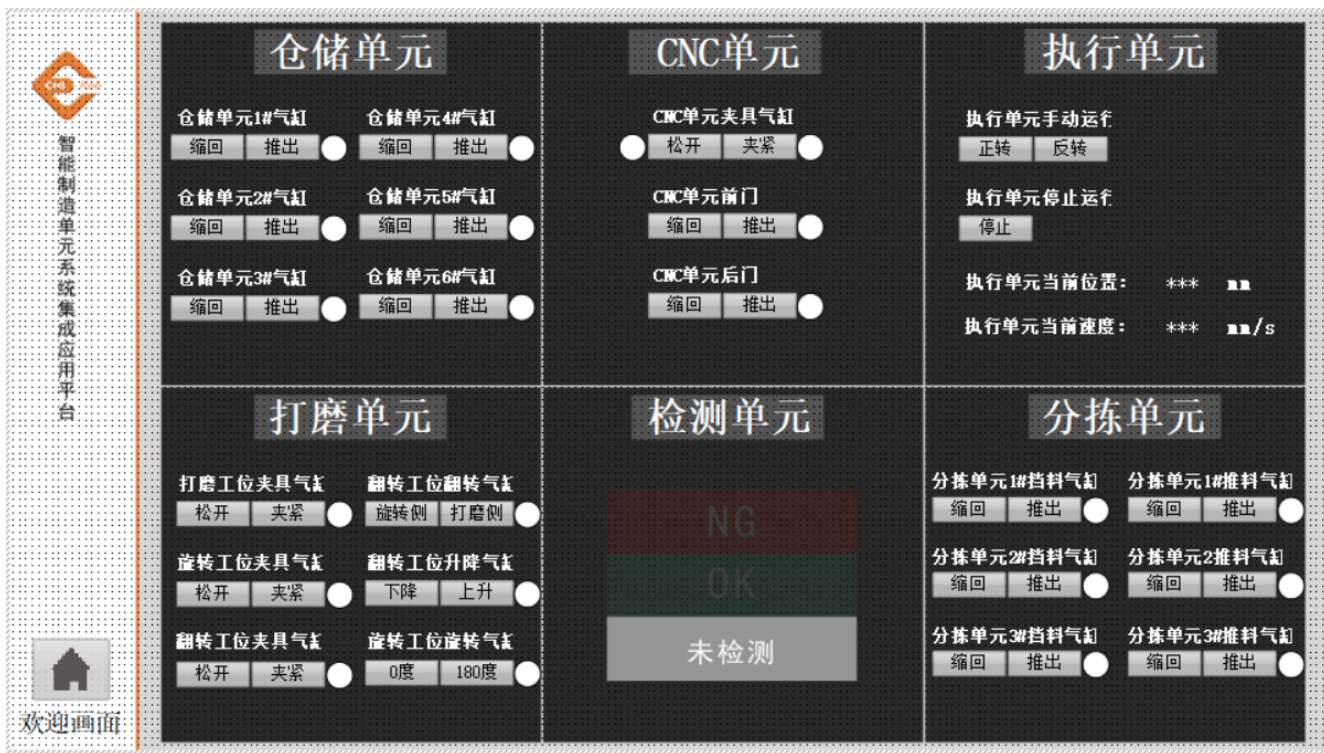 CHL
智能制造单元系统集成应用平台
欢迎画面
仓储单元
仓储单元1#气缸 仓储单元4#气缸
缩回 推出 缩回 推出
仓储单元2#气缸 仓储单元5#气缸
缩回 推出 缩回 推出
仓储单元3#气缸 仓储单元6#气缸
缩回 推出 缩回 推出
CNC单元
CNC单元夹具气缸
松开 夹紧
CNC单元前门
缩回 推出
CNC单元后门
缩回 推出
执行单元
执行单元手动运行
正转 反转
执行单元停止运行
停止
执行单元当前位置: *** mm
执行单元当前速度: *** mm/s
打磨单元
打磨工位夹具气缸 翻转工位翻转气缸
松开 夹紧 旋转侧 打磨侧
旋转工位夹具气缸 翻转工位升降气缸
松开 夹紧 下降 上升
翻转工位夹具气缸 旋转工位旋转气缸
松开 夹紧 0度 180度
检测单元
NG
OK
未检测
分拣单元
分拣单元1#挡料气缸 分拣单元1#推料气缸
缩回 推出 缩回 推出
分拣单元2#挡料气缸 分拣单元2推料气缸
缩回 推出 缩回 推出
分拣单元3#挡料气缸 分拣单元3#推料气缸
缩回 推出 缩回 推出